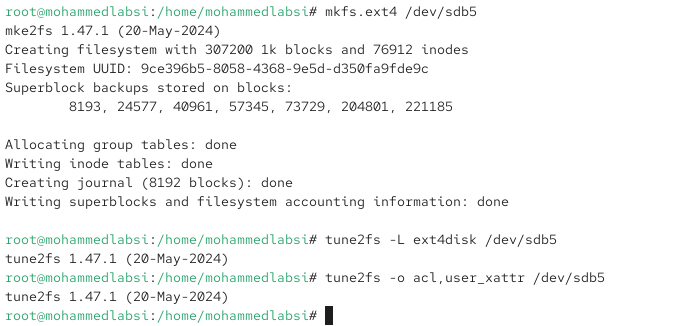 root@mohammedlabsi:/home/mohammedlabsi# mkfs.ext4 /dev/sdb5
mke2fs 1.47.1 (20-May-2024)
Creating filesystem with 307200 1k blocks and 76912 inodes
Filesystem UUID: 9ce396b5-8058-4368-9e5d-d350fa9fde9c
Superblock backups stored on blocks:
        8193, 24577, 40961, 57345, 73729, 204801, 221185

Allocating group tables: done
Writing inode tables: done
Creating journal (8192 blocks): done
Writing superblocks and filesystem accounting information: done

root@mohammedlabsi:/home/mohammedlabsi# tune2fs -L ext4disk /dev/sdb5
tune2fs 1.47.1 (20-May-2024)
root@mohammedlabsi:/home/mohammedlabsi# tune2fs -o acl,user_xattr /dev/sdb5
tune2fs 1.47.1 (20-May-2024)
root@mohammedlabsi:/home/mohammedlabsi#